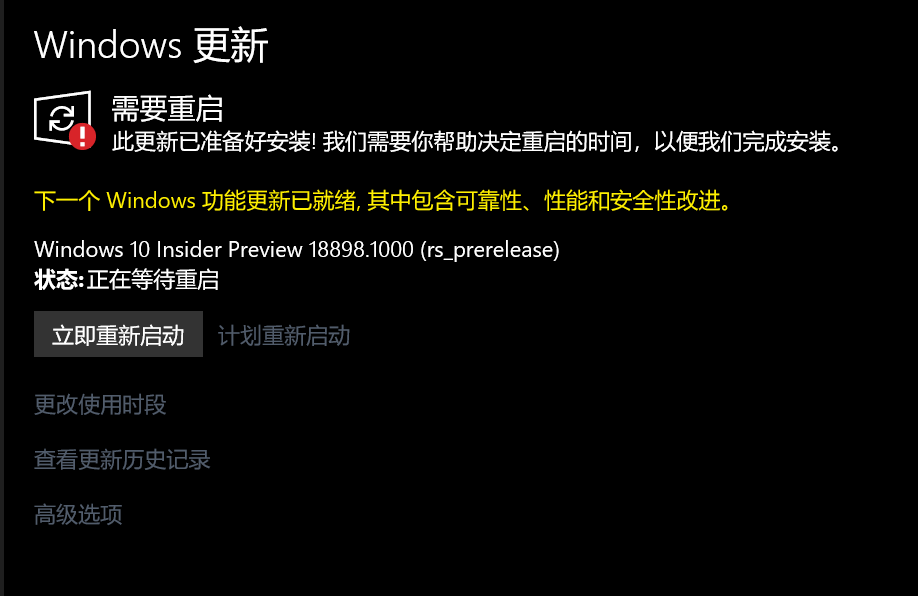 Windows 更新
需要重启
此更新已准备好安装! 我们需要你帮助决定重启的时间，以便我们完成安装。
下一个 Windows 功能更新已就绪, 其中包含可靠性、性能和安全性改进。
Windows 10 Insider Preview 18898.1000 (rs_prerelease)
状态:正在等待重启
立即重新启动 计划重新启动
更改使用时段
查看更新历史记录
高级选项